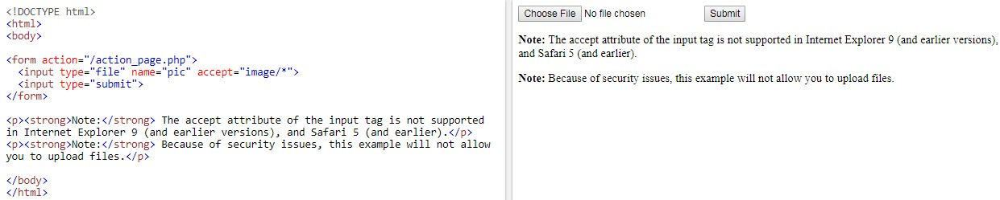 <!DOCTYPE html>
<html>
<body>
<form action="/action_page.php">
<input type="file" name="pic" accept="image/*">
<input type="submit">
</form>
<p><strong>Note:</strong> The accept attribute of the input tag is not supported
in Internet Explorer 9 (and earlier versions), and Safari 5 (and earlier).</p>
<p><strong>Note:</strong> Because of security issues, this example will not allow
you to upload files.</p>
</body>
</html>
Choose File No file chosen Submit
Note: The accept attribute of the input tag is not supported in Internet Explorer 9 (and earlier versions),
and Safari 5 (and earlier).
Note: Because of security issues, this example will not allow you to upload files.